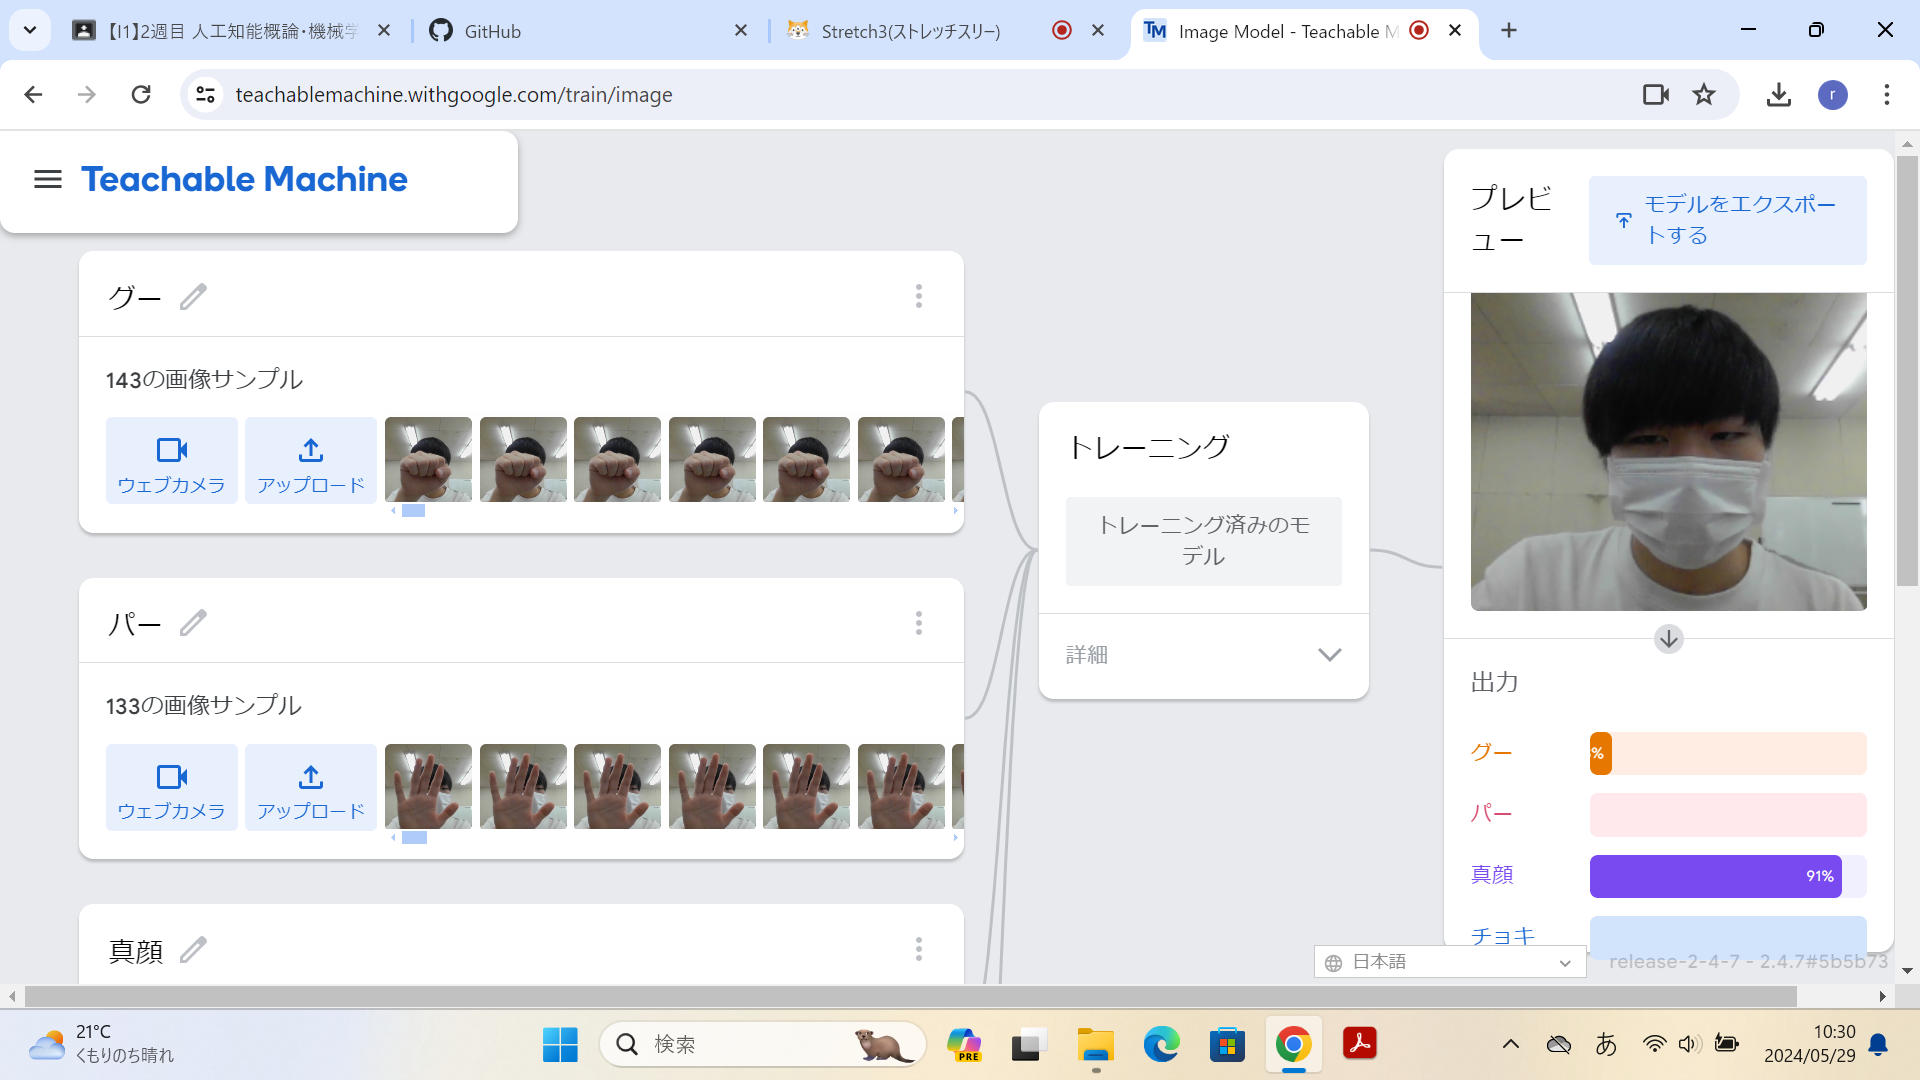 【I1】2週目 人工知能概論・機械学
GitHub
Stretch3(ストレッチスリー)
Image Model - Teachable M
teachablemachine.withgoogle.com/train/image
r
Teachable Machine
グー
143の画像サンプル
ウェブカメラ
アップロード
パー
133の画像サンプル
ウェブカメラ
アップロード
真顔
トレーニング
トレーニング済みのモ
デル
詳細
プレビ
ュー
モデルをエクスポー
トする
出力
グー
%
パー
真顔
91%
チョキ
日本語
release-2-4-7 - 2.4.7#5b5b73
21°C
くもりのち晴れ
検索
PRE
あ
10:30
2024/05/29